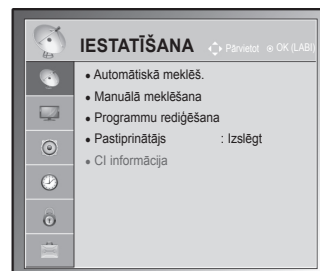 IESTATĪŠANA Pārvietot OK (LABI)
• Automātiskā meklēš.
• Manuālā meklēšana
• Programmu rediģēšana
• Pastiprinātājs : Izslēgt
• CI informācija